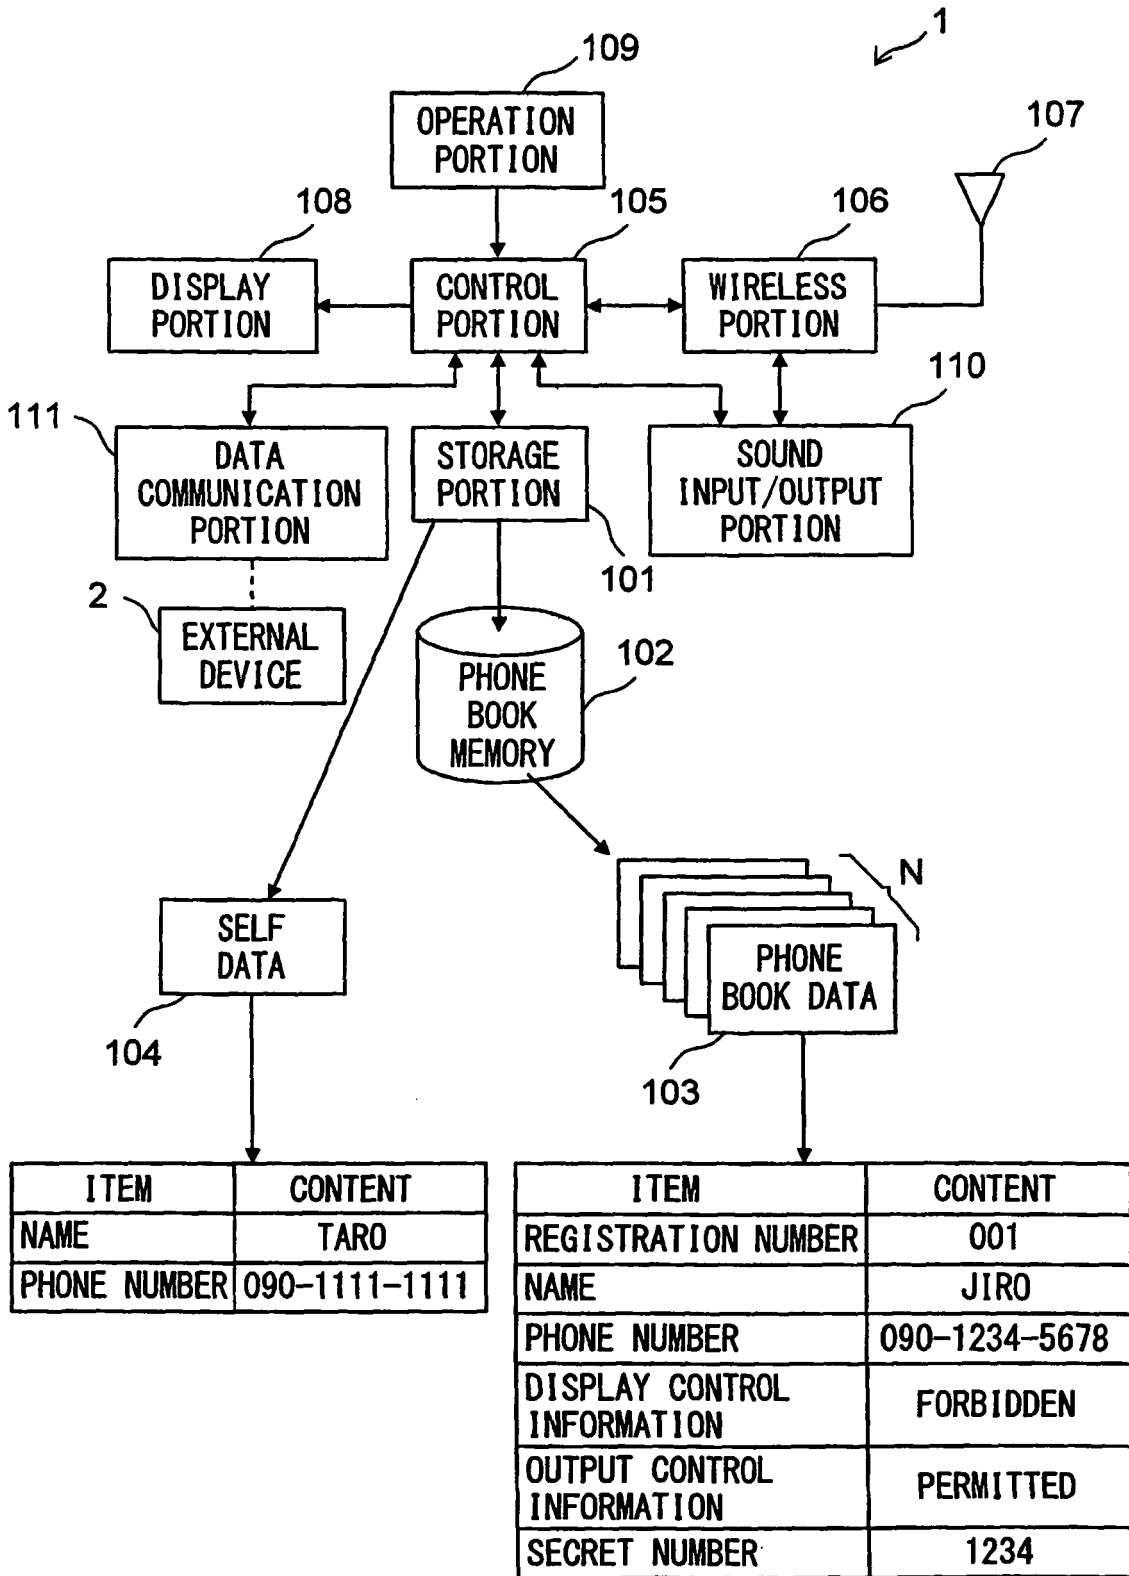 1
109
OPERATION
PORTION
107
108
105
106
DISPLAY
PORTION
CONTROL
PORTION
WIRELESS
PORTION
111
110
DATA
COMMUNICATION
PORTION
STORAGE
PORTION
SOUND
INPUT/OUTPUT
PORTION
101
2
EXTERNAL
DEVICE
102
PHONE
BOOK
MEMORY
N
SELF
DATA
PHONE
BOOK DATA
104
103
ITEM CONTENT
NAME TARO
PHONE NUMBER 090-1111-1111
ITEM CONTENT
REGISTRATION NUMBER 001
NAME JIRO
PHONE NUMBER 090-1234-5678
DISPLAY CONTROL
INFORMATION
FORBIDDEN
OUTPUT CONTROL
INFORMATION
PERMITTED
SECRET NUMBER 1234